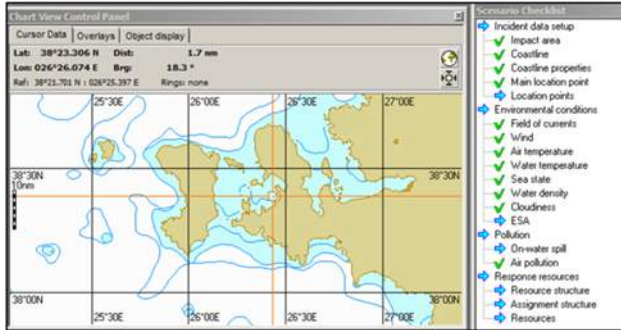 Chart View Control Panel
Cursor Data
Overlays
Object display
Lat: 38°23.306 N Dist: 1.7 nm
Lon: 026°26.074 E Brg: 18.3 °
Ref: 38°21.701 N : 026°25.397 E Rings: none
25°30E
26°00E
26°30E
27°00E
38°30N
38°30N
10nm
38°00N
38°00N
25°30E
26°00E
26°30E
27°00E
Scenario Checklist
Incident data setup
Impact area
Coastline
Coastline properties
Main location point
Location points
Environmental conditions
Field of currents
Wind
Air temperature
Water temperature
Sea state
Water density
Cloudiness
ESA
Pollution
On-water spill
Air pollution
Response resources
Resource structure
Assignment structure
Resources